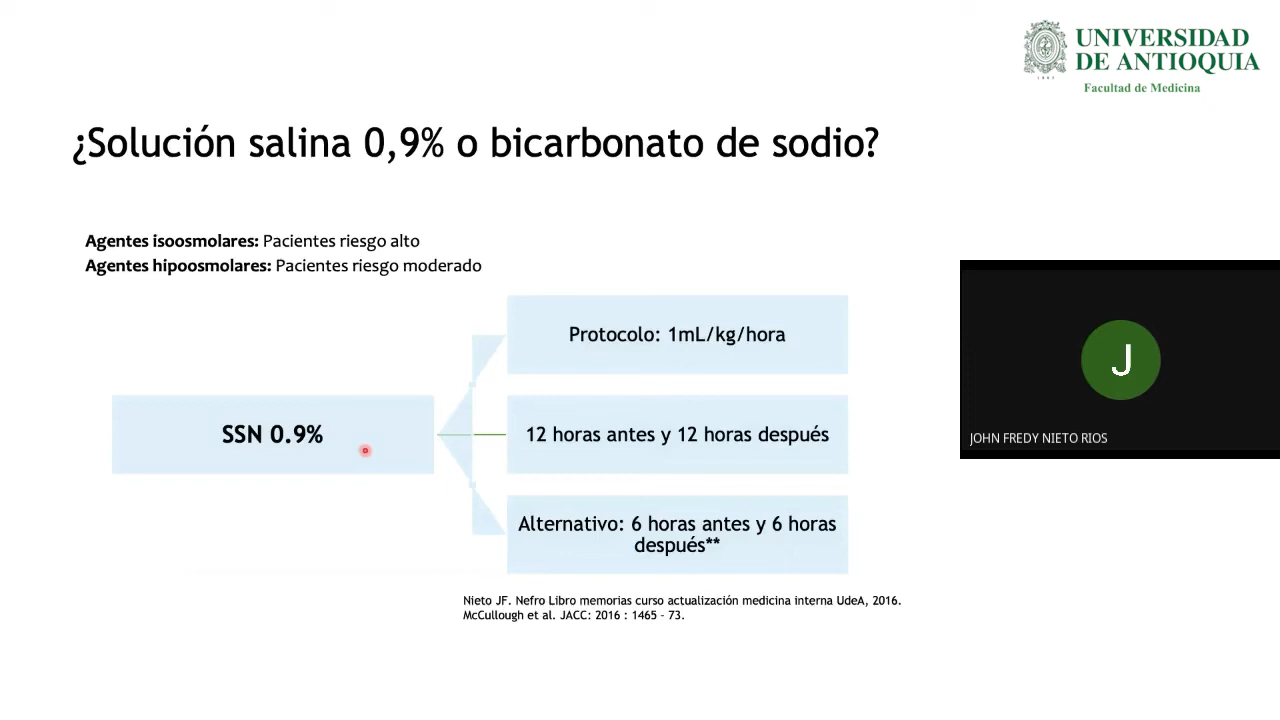 UNIVERSIDAD
DE ANTIOQUIA
Facultad de Medicina
¿Solución salina 0,9% o bicarbonato de sodio?
Agentes isoosmolares: Pacientes riesgo alto
Agentes hipoosmolares: Pacientes riesgo moderado
Protocolo: 1mL/kg/hora
SSN 0.9%
12 horas antes y 12 horas después
Alternativo: 6 horas antes y 6 horas
después**
J
JOHN FREDY NIETO RIOS
Nieto JF. Nefro Libro memorias curso actualización medicina interna UdeA, 2016.
McCullough et al. JACC: 2016 : 1465 - 73.